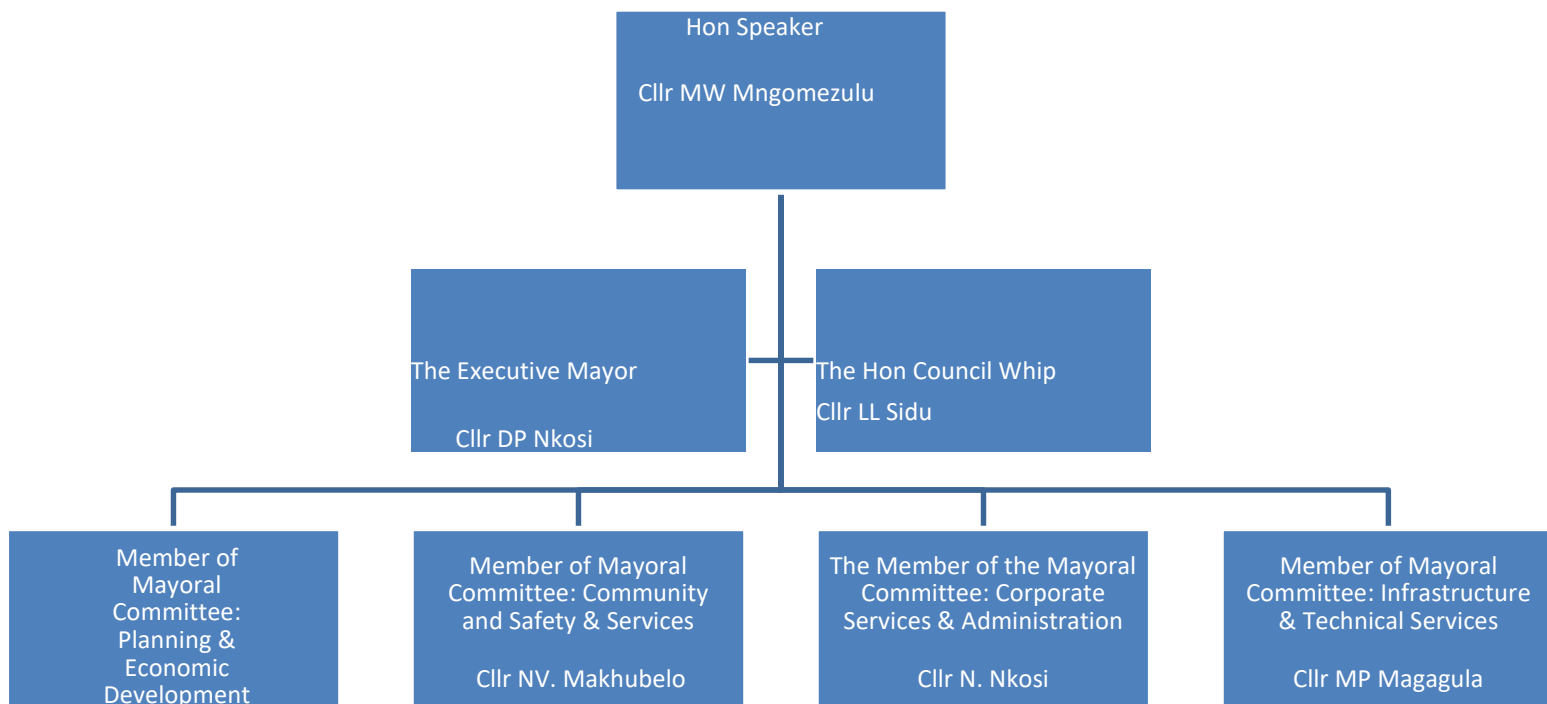 Hon Speaker
Cllr MW Mngomezulu
The Executive Mayor
Cllr DP Nkosi
The Hon Council Whip
Cllr LL Sidu
Member of
Mayoral
Committee:
Planning &
Economic
Development
Member of Mayoral
Committee: Community
and Safety & Services
Cllr NV. Makhubelo
The Member of the Mayoral
Committee: Corporate
Services & Administration
Cllr N. Nkosi
Member of Mayoral
Committee: Infrastructure
& Technical Services
Cllr MP Magagula